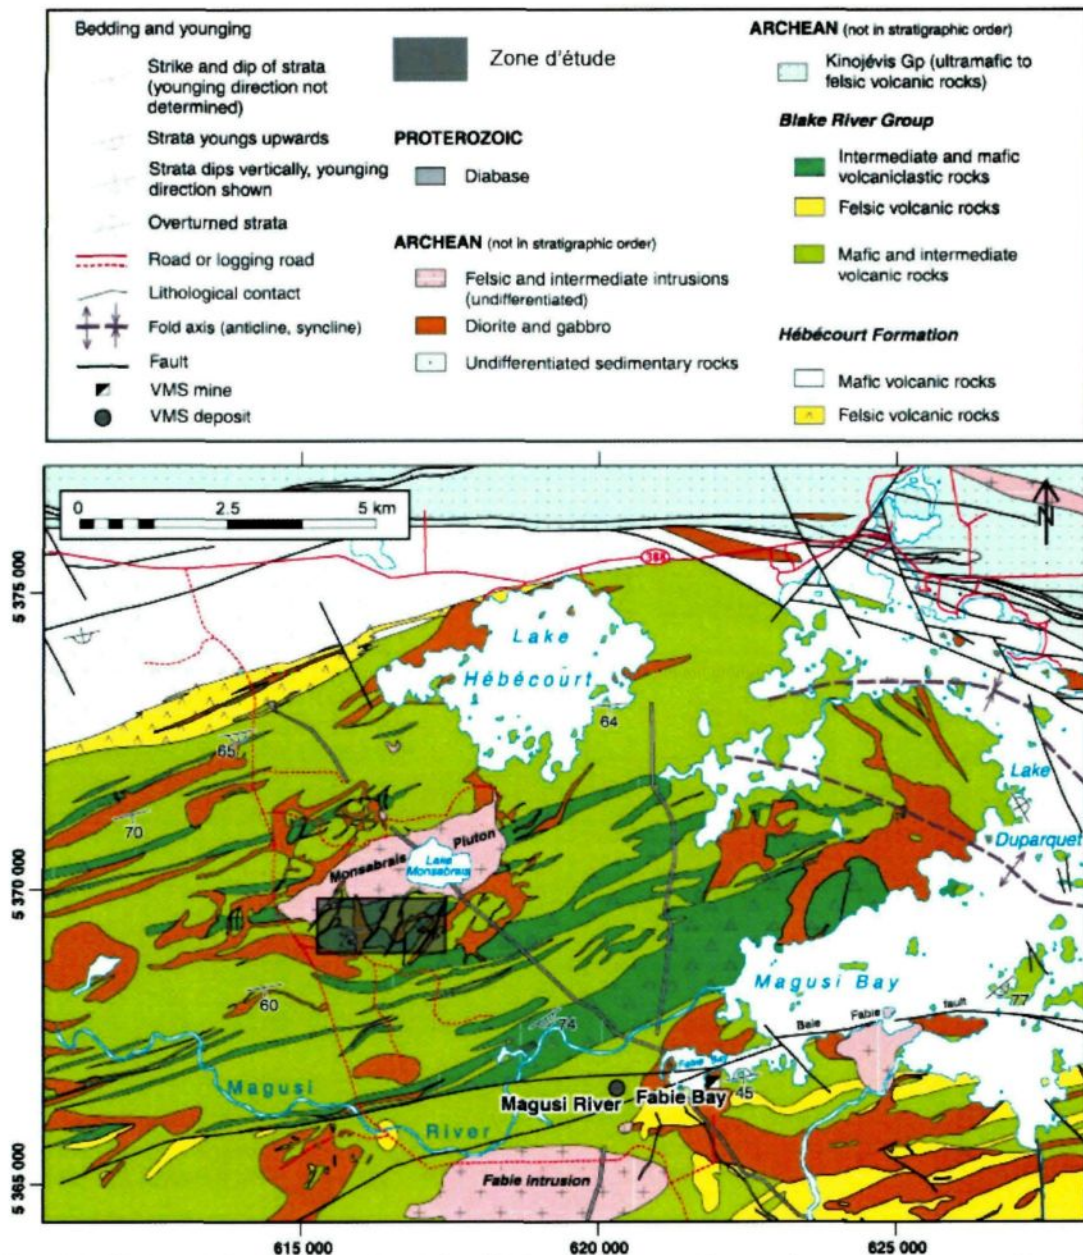 Bedding and younging
Strike and dip of strata
(younging direction not
determined)
Strata youngs upwards
Strata dips vertically, younging
direction shown
Overturned strata
Road or logging road
Lithological contact
Fold axis (anticline, syncline)
Fault
VMS mine
VMS deposit
Zone d'étude
PROTEROZOIC
Diabase
ARCHEAN (not in stratigraphic order)
Felsic and intermediate intrusions
(undifferentiated)
Diorite and gabbro
Undifferentiated sedimentary rocks
ARCHEAN (not in stratigraphic order)
Kinojévis Gp (ultramafic to
felsic volcanic rocks)
Blake River Group
Intermediate and mafic
volcaniclastic rocks
Felsic volcanic rocks
Mafic and intermediate
volcanic rocks
Hébécourt Formation
Mafic volcanic rocks
Felsic volcanic rocks
0 2.5 5 km
N
388
5 375 000
Lake
Hébécourt
64
65
70
Lake
Duparquet
Monsabrais Pluton
Lake
Monsabrais
5 370 000
Magusi Bay
77
60
74
Baie Fabie fault
Fabie Bay
Magusi River
Magusi River
Fabie Bay
45
5 365 000
Fabie intrusion
615 000
620 000
625 000